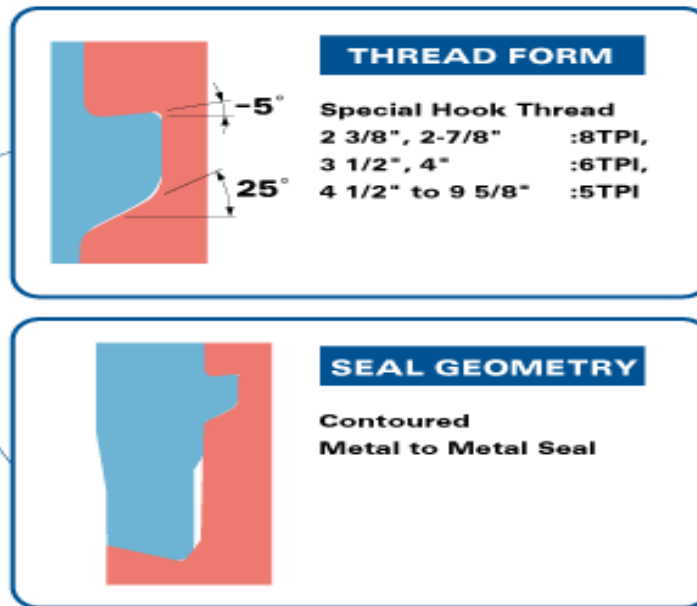 THREAD FORM
-5°
Special Hook Thread
2 3/8", 2-7/8" :8TPI,
3 1/2", 4" :6TPI,
25°
4 1/2" to 9 5/8" :5TPI
SEAL GEOMETRY
Contoured
Metal to Metal Seal